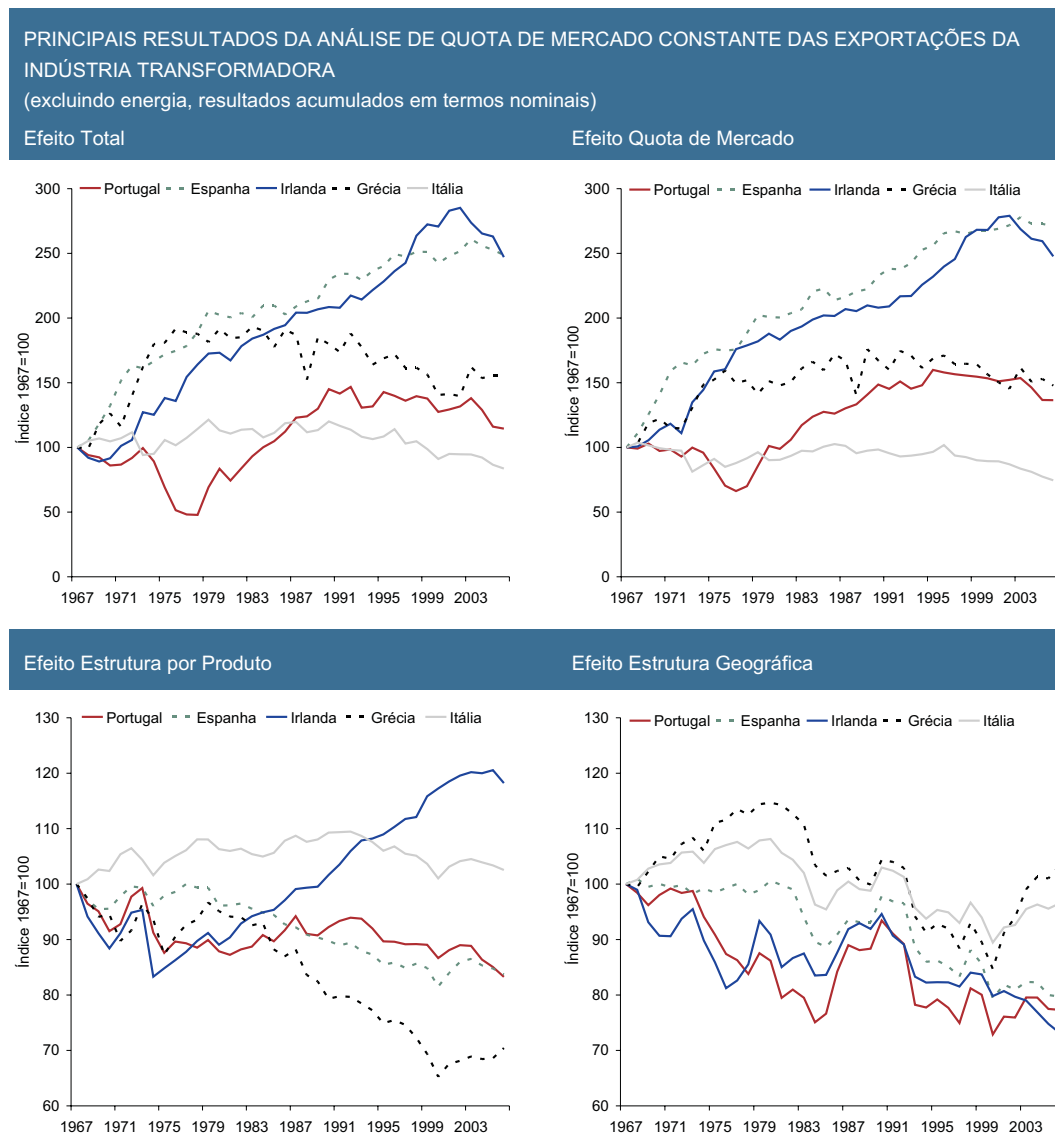 PRINCIPAIS RESULTADOS DA ANÁLISE DE QUOTA DE MERCADO CONSTANTE DAS EXPORTAÇÕES DA
INDÚSTRIA TRANSFORMADORA
(excluindo energia, resultados acumulados em termos nominais)
Efeito Total
Efeito Quota de Mercado
Portugal Espanha Irlanda Grécia Itália
300
250
200
150
100
50
0
Índice 1967=100
1967 1971 1975 1979 1983 1987 1991 1995 1999 2003
Portugal Espanha Irlanda Grécia Itália
300
250
200
150
100
50
0
Índice 1967=100
1967 1971 1975 1979 1983 1987 1991 1995 1999 2003
Efeito Estrutura por Produto
Efeito Estrutura Geográfica
Portugal Espanha Irlanda Grécia Itália
130
120
110
100
90
80
70
60
Índice 1967=100
1967 1971 1975 1979 1983 1987 1991 1995 1999 2003
Portugal Espanha Irlanda Grécia Itália
130
120
110
100
90
80
70
60
Índice 1967=100
1967 1971 1975 1979 1983 1987 1991 1995 1999 2003